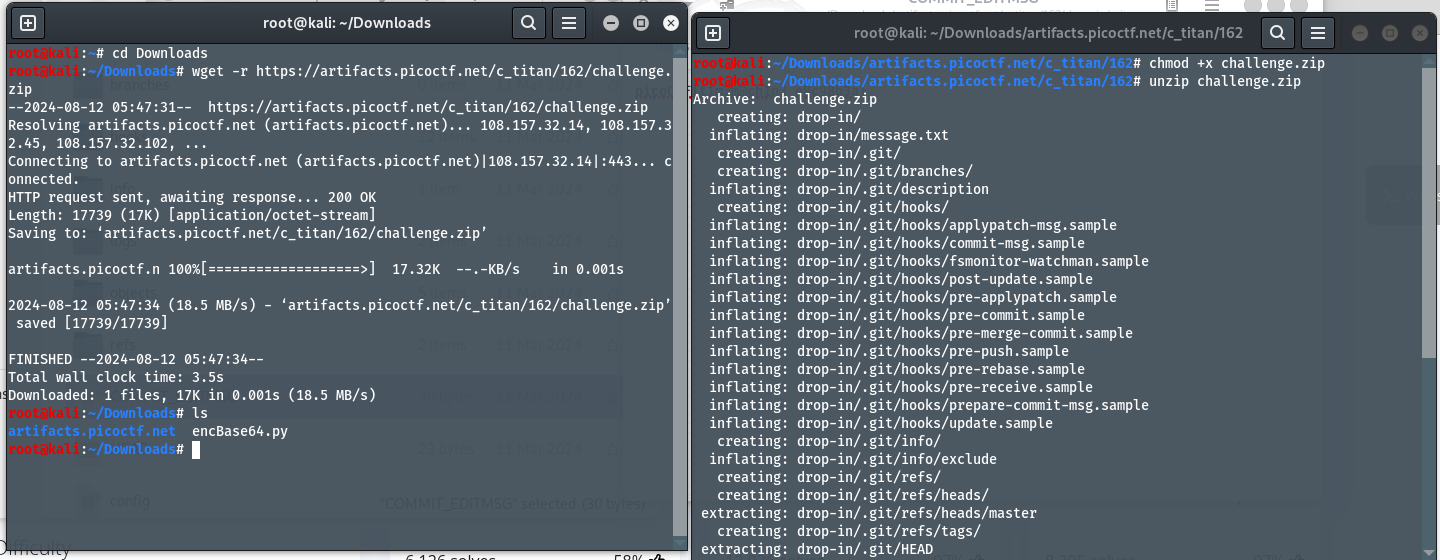 root@kali: ~/Downloads
root@kali:~# cd Downloads
root@kali:~/Downloads# wget -r https://artifacts.picoctf.net/c_titan/162/challenge.
zip
--2024-08-12 05:47:31--  https://artifacts.picoctf.net/c_titan/162/challenge.zip
Resolving artifacts.picoctf.net (artifacts.picoctf.net)... 108.157.32.14, 108.157.3
2.45, 108.157.32.102, ...
Connecting to artifacts.picoctf.net (artifacts.picoctf.net)|108.157.32.14|:443... c
onnected.
HTTP request sent, awaiting response... 200 OK
Length: 17739 (17K) [application/octet-stream]
Saving to: ‘artifacts.picoctf.net/c_titan/162/challenge.zip’
artifacts.picoctf.n 100%[===================>]  17.32K  --.-KB/s    in 0.001s
2024-08-12 05:47:34 (18.5 MB/s) - ‘artifacts.picoctf.net/c_titan/162/challenge.zip’
 saved [17739/17739]
FINISHED --2024-08-12 05:47:34--
Total wall clock time: 3.5s
Downloaded: 1 files, 17K in 0.001s (18.5 MB/s)
root@kali:~/Downloads# ls
artifacts.picoctf.net  encBase64.py
root@kali:~/Downloads#
branches
info
objects
refs
config
"COMMIT_EDITMSG" selected (30 bytes)
Difficulty
58%
COMMIT_EDITMSG
root@kali: ~/Downloads/artifacts.picoctf.net/c_titan/162
root@kali:~/Downloads/artifacts.picoctf.net/c_titan/162# chmod +x challenge.zip
root@kali:~/Downloads/artifacts.picoctf.net/c_titan/162# unzip challenge.zip
Archive:  challenge.zip
   creating: drop-in/
  inflating: drop-in/message.txt
   creating: drop-in/.git/
   creating: drop-in/.git/branches/
  inflating: drop-in/.git/description
   creating: drop-in/.git/hooks/
  inflating: drop-in/.git/hooks/applypatch-msg.sample
  inflating: drop-in/.git/hooks/commit-msg.sample
  inflating: drop-in/.git/hooks/fsmonitor-watchman.sample
  inflating: drop-in/.git/hooks/post-update.sample
  inflating: drop-in/.git/hooks/pre-applypatch.sample
  inflating: drop-in/.git/hooks/pre-commit.sample
  inflating: drop-in/.git/hooks/pre-merge-commit.sample
  inflating: drop-in/.git/hooks/pre-push.sample
  inflating: drop-in/.git/hooks/pre-rebase.sample
  inflating: drop-in/.git/hooks/pre-receive.sample
  inflating: drop-in/.git/hooks/prepare-commit-msg.sample
  inflating: drop-in/.git/hooks/update.sample
   creating: drop-in/.git/info/
  inflating: drop-in/.git/info/exclude
   creating: drop-in/.git/refs/
   creating: drop-in/.git/refs/heads/
 extracting: drop-in/.git/refs/heads/master
   creating: drop-in/.git/refs/tags/
 extracting: drop-in/.git/HEAD